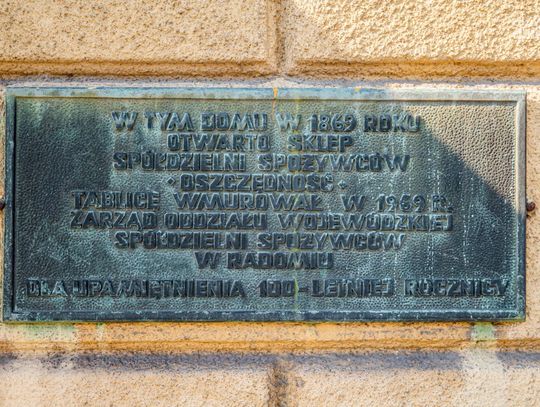 W TYM DOMU W 1869 ROKU
OTWARTO SKLEP
SPÓŁDZIELNI SPOŻYWCÓW
·OSZCZĘDNOŚĆ·
TABLICĘ WMUROWAŁ W 1969 R.
ZARZĄD ODDZIAŁU WOJEWÓDZKIEJ
SPÓŁDZIELNI SPOŻYWCÓW
W RADOMIU
DLA UPAMIĘTNIENIA 100-LETNIEJ ROCZNICY